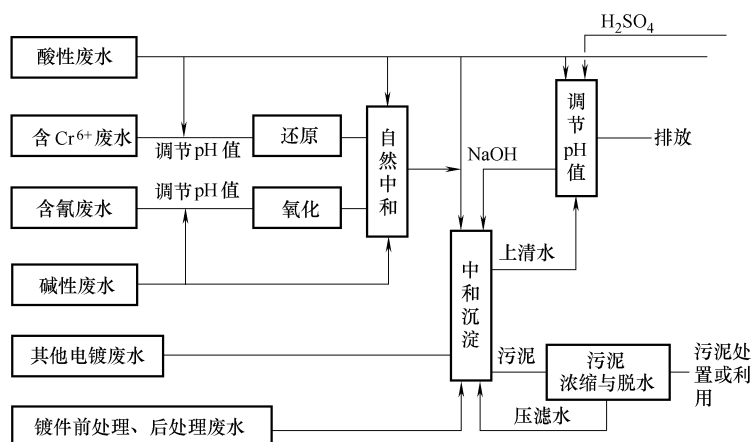 H₂SO₄
酸性废水
含Cr⁶⁺废水
调节pH值
还原
自然中和
NaOH
调节pH值
排放
含氰废水
调节pH值
氧化
碱性废水
上清水
中和沉淀
其他电镀废水
污泥
污泥
浓缩与脱水
污泥处
置或利
用
压滤水
镀件前处理、后处理废水